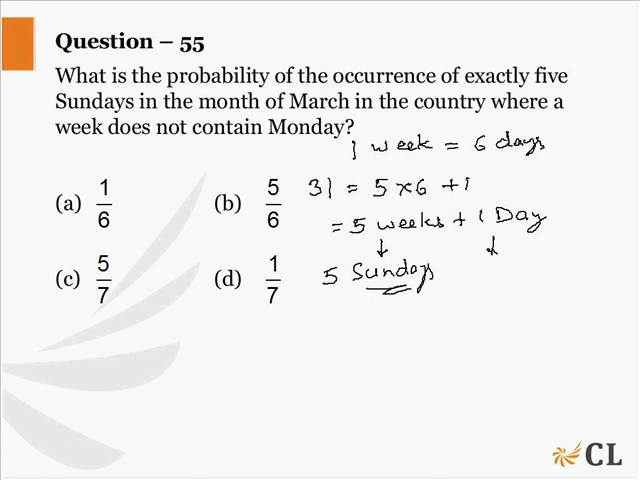 Question – 55
What is the probability of the occurrence of exactly five
Sundays in the month of March in the country where a
week does not contain Monday?
1 week = 6 days
(a) 1/6 (b) 5/6
31 = 5 × 6 + 1
= 5 weeks + 1 Day
(c) 5/7 (d) 1/7
5 Sundays
CL